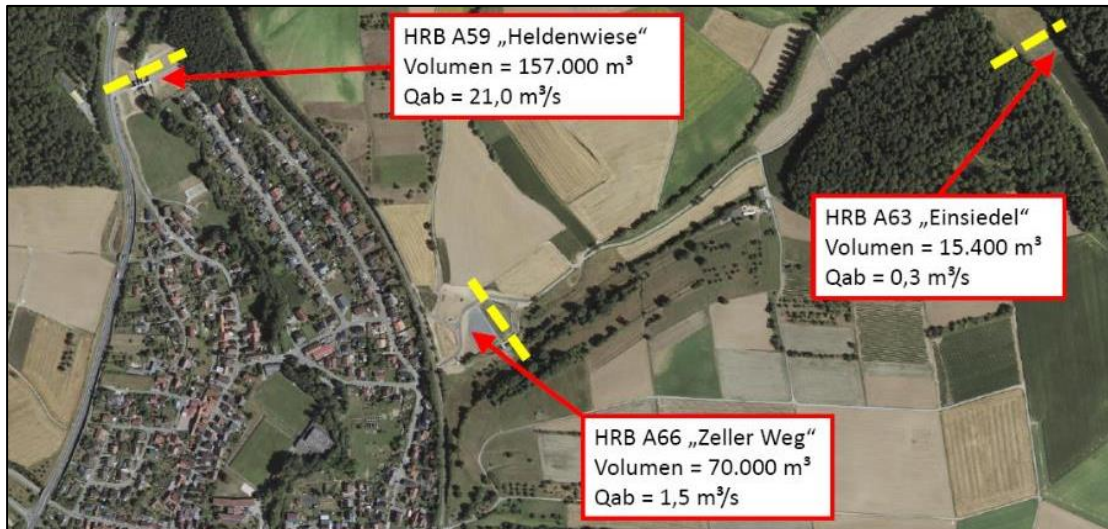 HRB A59 „Heldenwiese“
Volumen = 157.000 m³
Qab = 21,0 m³/s
HRB A63 „Einsiedel“
Volumen = 15.400 m³
Qab = 0,3 m³/s
HRB A66 „Zeller Weg“
Volumen = 70.000 m³
Qab = 1,5 m³/s